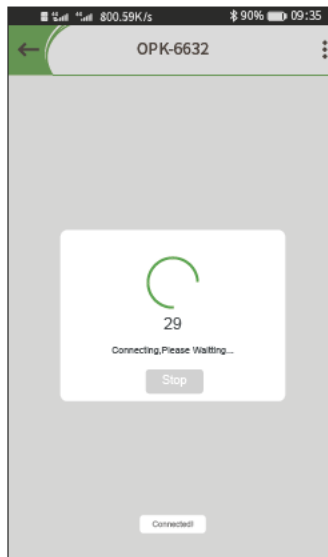 800.59K/s 90% 09:35
OPK-6632
29
Connecting,Please Waitting...
Stop
Connected!